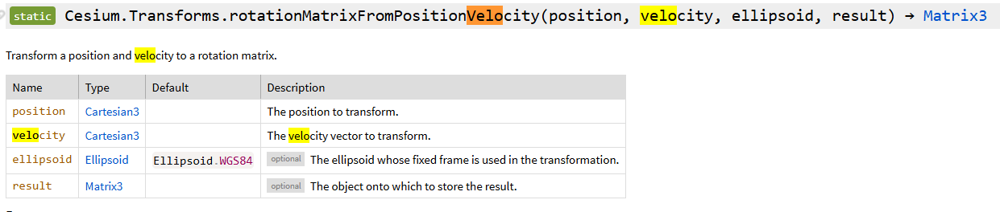 static Cesium.Transforms.rotationMatrixFromPositionVelocity(position, velocity, ellipsoid, result) → Matrix3
Transform a position and velocity to a rotation matrix.
Name Type Default Description
position Cartesian3 The position to transform.
velocity Cartesian3 The velocity vector to transform.
ellipsoid Ellipsoid Ellipsoid.WGS84 optional The ellipsoid whose fixed frame is used in the transformation.
result Matrix3 optional The object onto which to store the result.